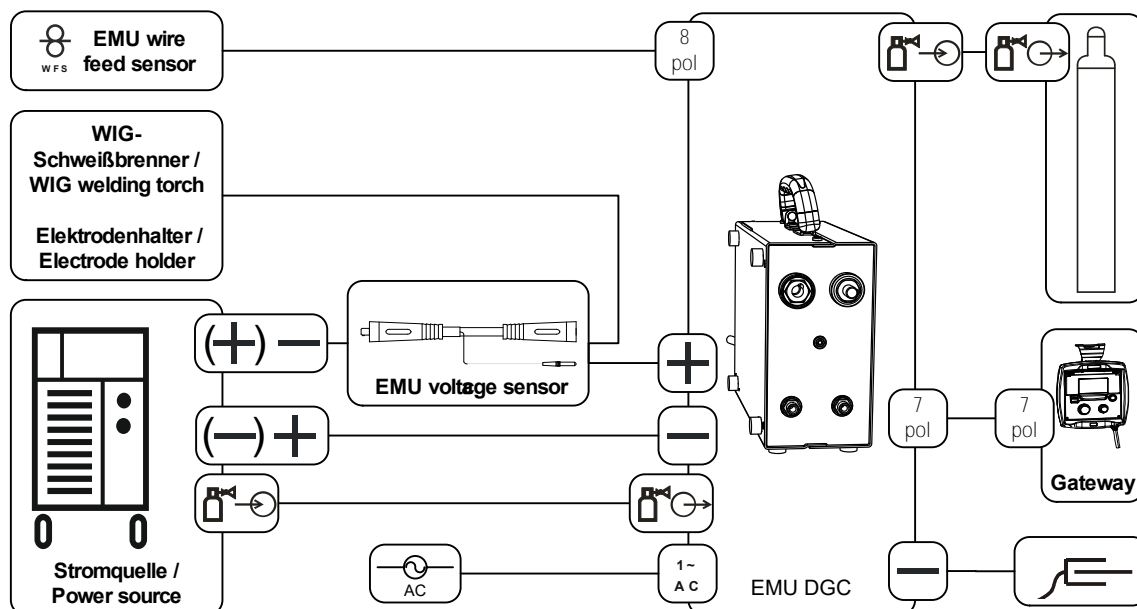 EMU wire
feed sensor
WFS
8
pol
WIG-
Schweißbrenner /
WIG welding torch
Elektrodenhalter /
Electrode holder
(+) −
EMU voltage sensor
+
(−) +
−
7
pol
7
pol
Gateway
Stromquelle /
Power source
AC
1~
AC
EMU DGC
−